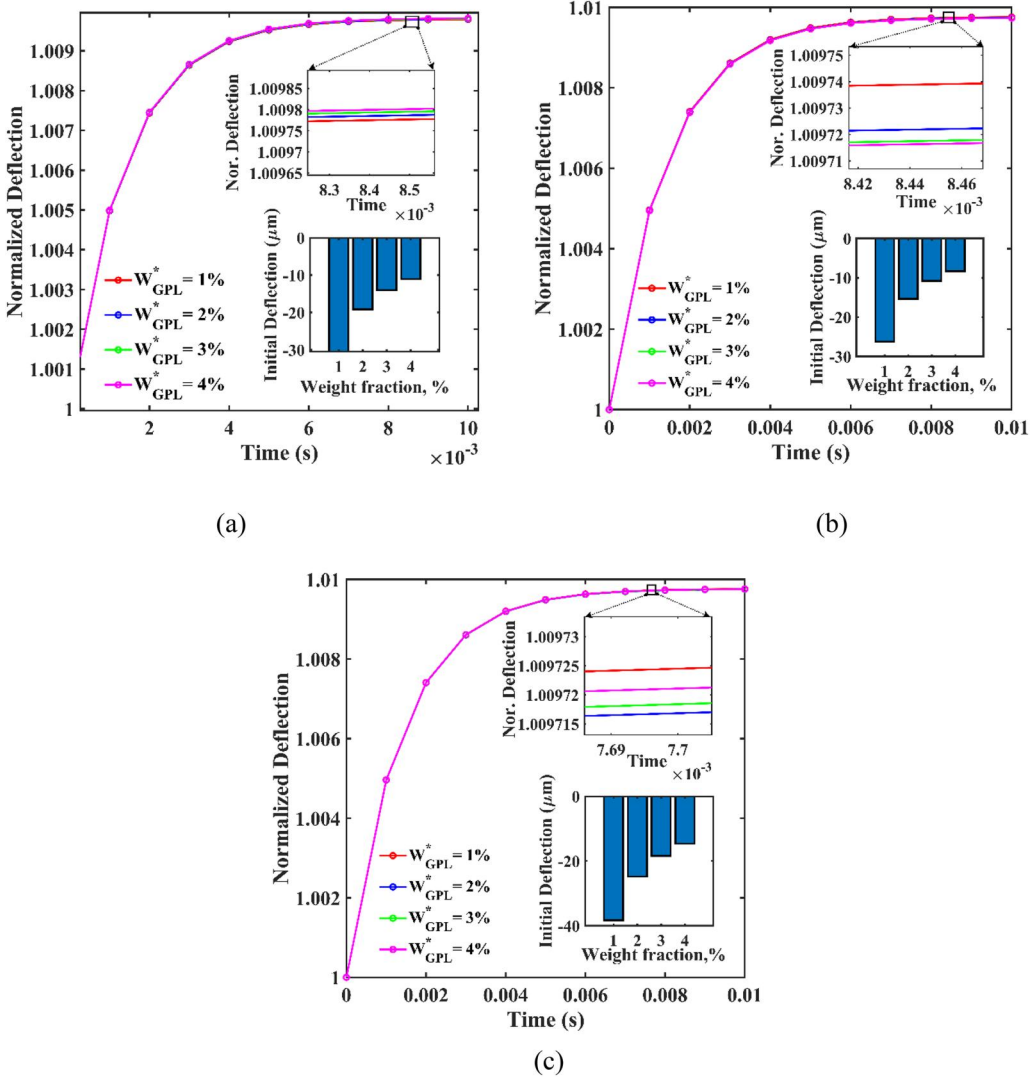 1.009
1.008
1.007
1.006
1.005
1.004
1.003
1.002
1.001
1
Normalized Deflection
Nor. Deflection
1.00985
1.0098
1.00975
1.0097
1.00965
8.3 8.4 8.5
Time
×10⁻³
Initial Deflection (μm)
0
-10
-20
-30
1 2 3 4
Weight fraction, %
W*GPL = 1%
W*GPL = 2%
W*GPL = 3%
W*GPL = 4%
2 4 6 8 10
Time (s)
×10⁻³
(a)
1.01
1.008
1.006
1.004
1.002
1
Normalized Deflection
Nor. Deflection
1.00975
1.00974
1.00973
1.00972
1.00971
8.42 8.44 8.46
Time
×10⁻³
Initial Deflection (μm)
0
-10
-20
-30
1 2 3 4
Weight fraction, %
W*GPL = 1%
W*GPL = 2%
W*GPL = 3%
W*GPL = 4%
0 0.002 0.004 0.006 0.008 0.01
Time (s)
(b)
1.01
1.008
1.006
1.004
1.002
1
Normalized Deflection
Nor. Deflection
1.00973
1.009725
1.00972
1.009715
7.69 7.7
Time
×10⁻³
Initial Deflection (μm)
0
-20
-40
1 2 3 4
Weight fraction,%
W*GPL = 1%
W*GPL = 2%
W*GPL = 3%
W*GPL = 4%
0 0.002 0.004 0.006 0.008 0.01
Time (s)
(c)